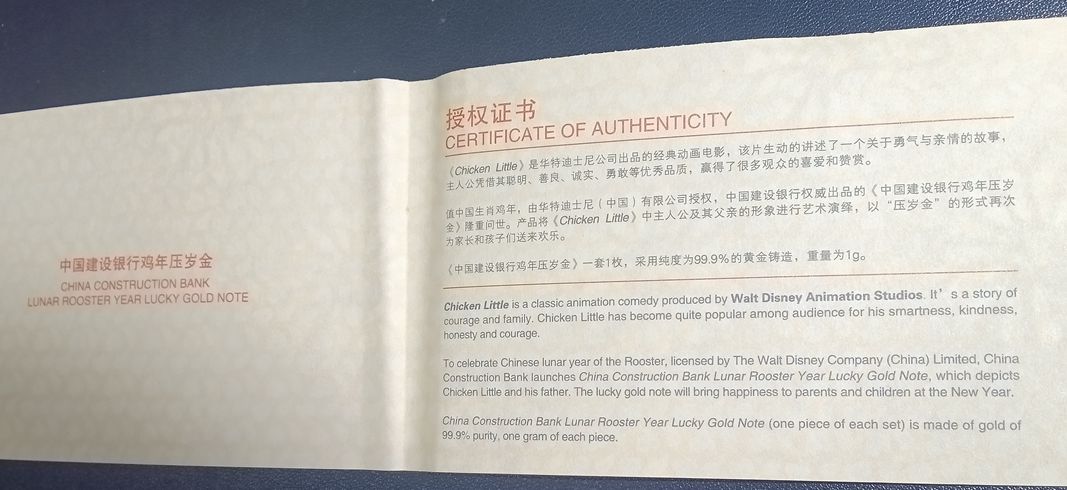 中国建设银行鸡年压岁金
CHINA CONSTRUCTION BANK
LUNAR ROOSTER YEAR LUCKY GOLD NOTE
授权证书
CERTIFICATE OF AUTHENTICITY
《Chicken Little》是华特迪士尼公司出品的经典动画电影，该片生动的讲述了一个关于勇气与亲情的故事，
主人公凭借其聪明、善良、诚实、勇敢等优秀品质，赢得了很多观众的喜爱和赞赏。
值中国生肖鸡年，由华特迪士尼（中国）有限公司授权，中国建设银行权威出品的《中国建设银行鸡年压岁
金》隆重问世。产品将《Chicken Little》中主人公及其父亲的形象进行艺术演绎，以“压岁金”的形式再次
为家长和孩子们送来欢乐。
《中国建设银行鸡年压岁金》一套1枚，采用纯度为99.9%的黄金铸造，重量为1g。
Chicken Little is a classic animation comedy produced by Walt Disney Animation Studios. It’s a story of
courage and family. Chicken Little has become quite popular among audience for his smartness, kindness,
honesty and courage.
To celebrate Chinese lunar year of the Rooster, licensed by The Walt Disney Company (China) Limited, China
Construction Bank launches China Construction Bank Lunar Rooster Year Lucky Gold Note, which depicts
Chicken Little and his father. The lucky gold note will bring happiness to parents and children at the New Year.
China Construction Bank Lunar Rooster Year Lucky Gold Note (one piece of each set) is made of gold of
99.9% purity, one gram of each piece.